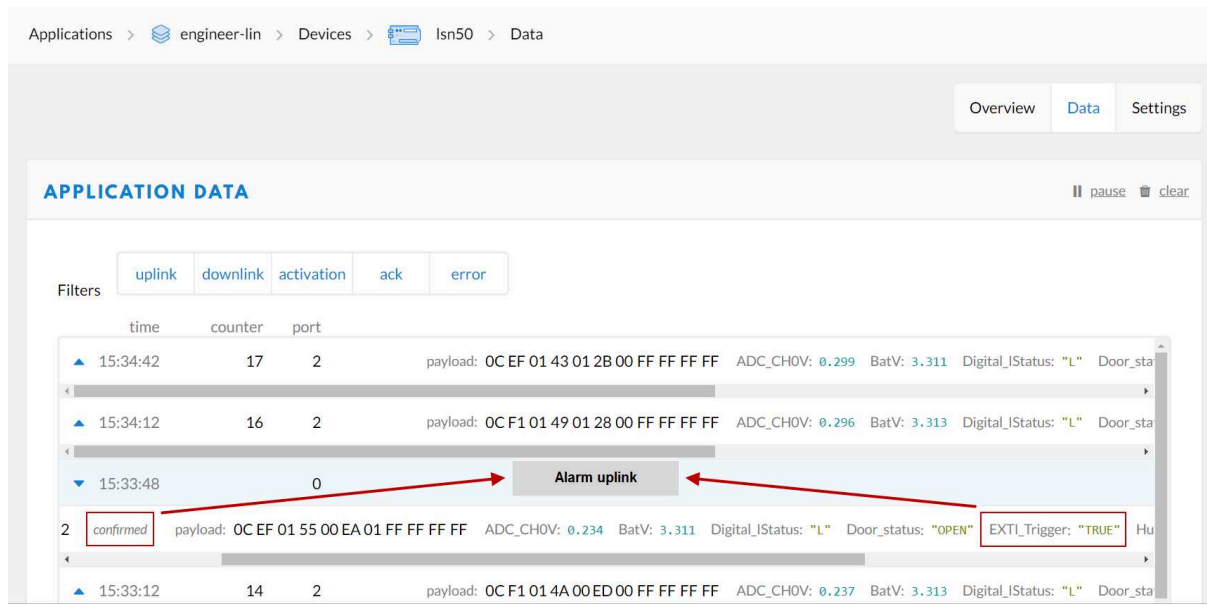 Applications > engineer-lin > Devices > lsn50 > Data
Overview Data Settings
APPLICATION DATA
pause clear
Filters uplink downlink activation ack error
time counter port
15:34:42 17 2 payload: 0C EF 01 43 01 2B 00 FF FF FF FF ADC_CH0V: 0.299 BatV: 3.311 Digital_IStatus: "L" Door_sta
15:34:12 16 2 payload: 0C F1 01 49 01 28 00 FF FF FF FF ADC_CH0V: 0.296 BatV: 3.313 Digital_IStatus: "L" Door_sta
15:33:48 0 Alarm uplink
2 confirmed payload: 0C EF 01 55 00 EA 01 FF FF FF FF ADC_CH0V: 0.234 BatV: 3.311 Digital_IStatus: "L" Door_status: "OPEN" EXTI_Trigger: "TRUE" Hu
15:33:12 14 2 payload: 0C F1 01 4A 00 ED 00 FF FF FF FF ADC_CH0V: 0.237 BatV: 3.313 Digital_IStatus: "L" Door_sta